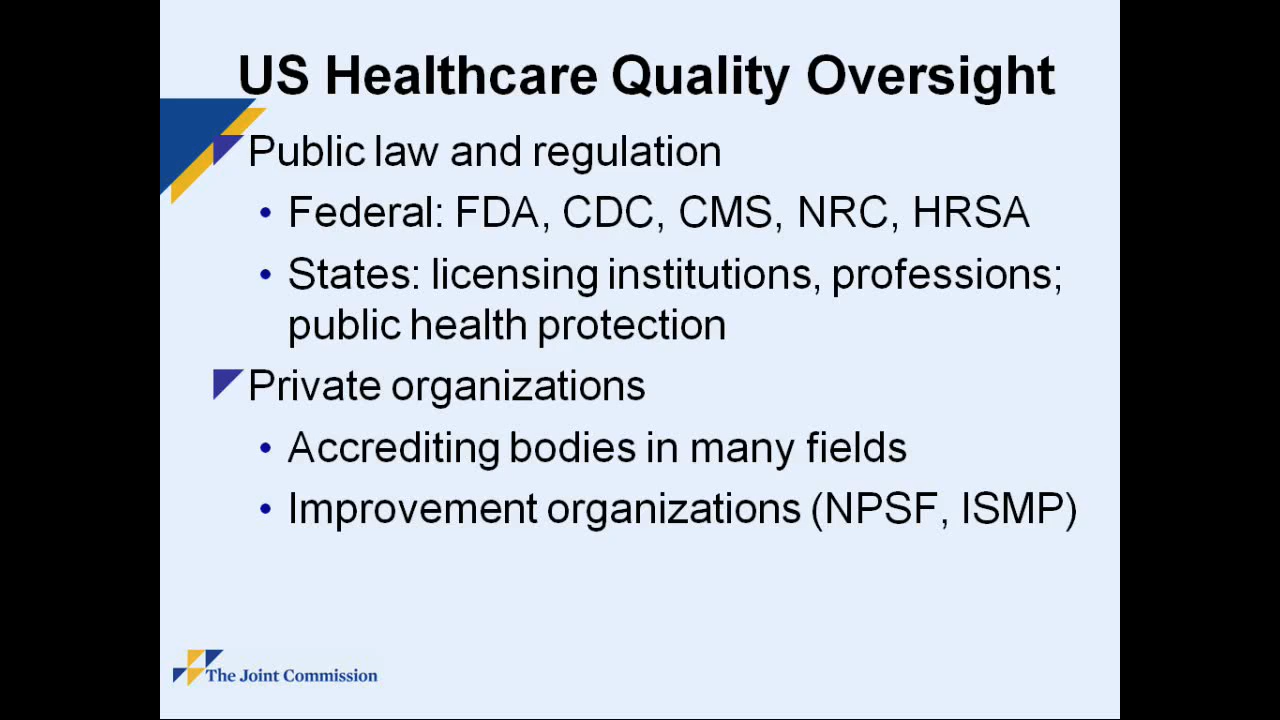 US Healthcare Quality Oversight
Public law and regulation
• Federal: FDA, CDC, CMS, NRC, HRSA
• States: licensing institutions, professions;
public health protection
Private organizations
• Accrediting bodies in many fields
• Improvement organizations (NPSF, ISMP)
The Joint Commission